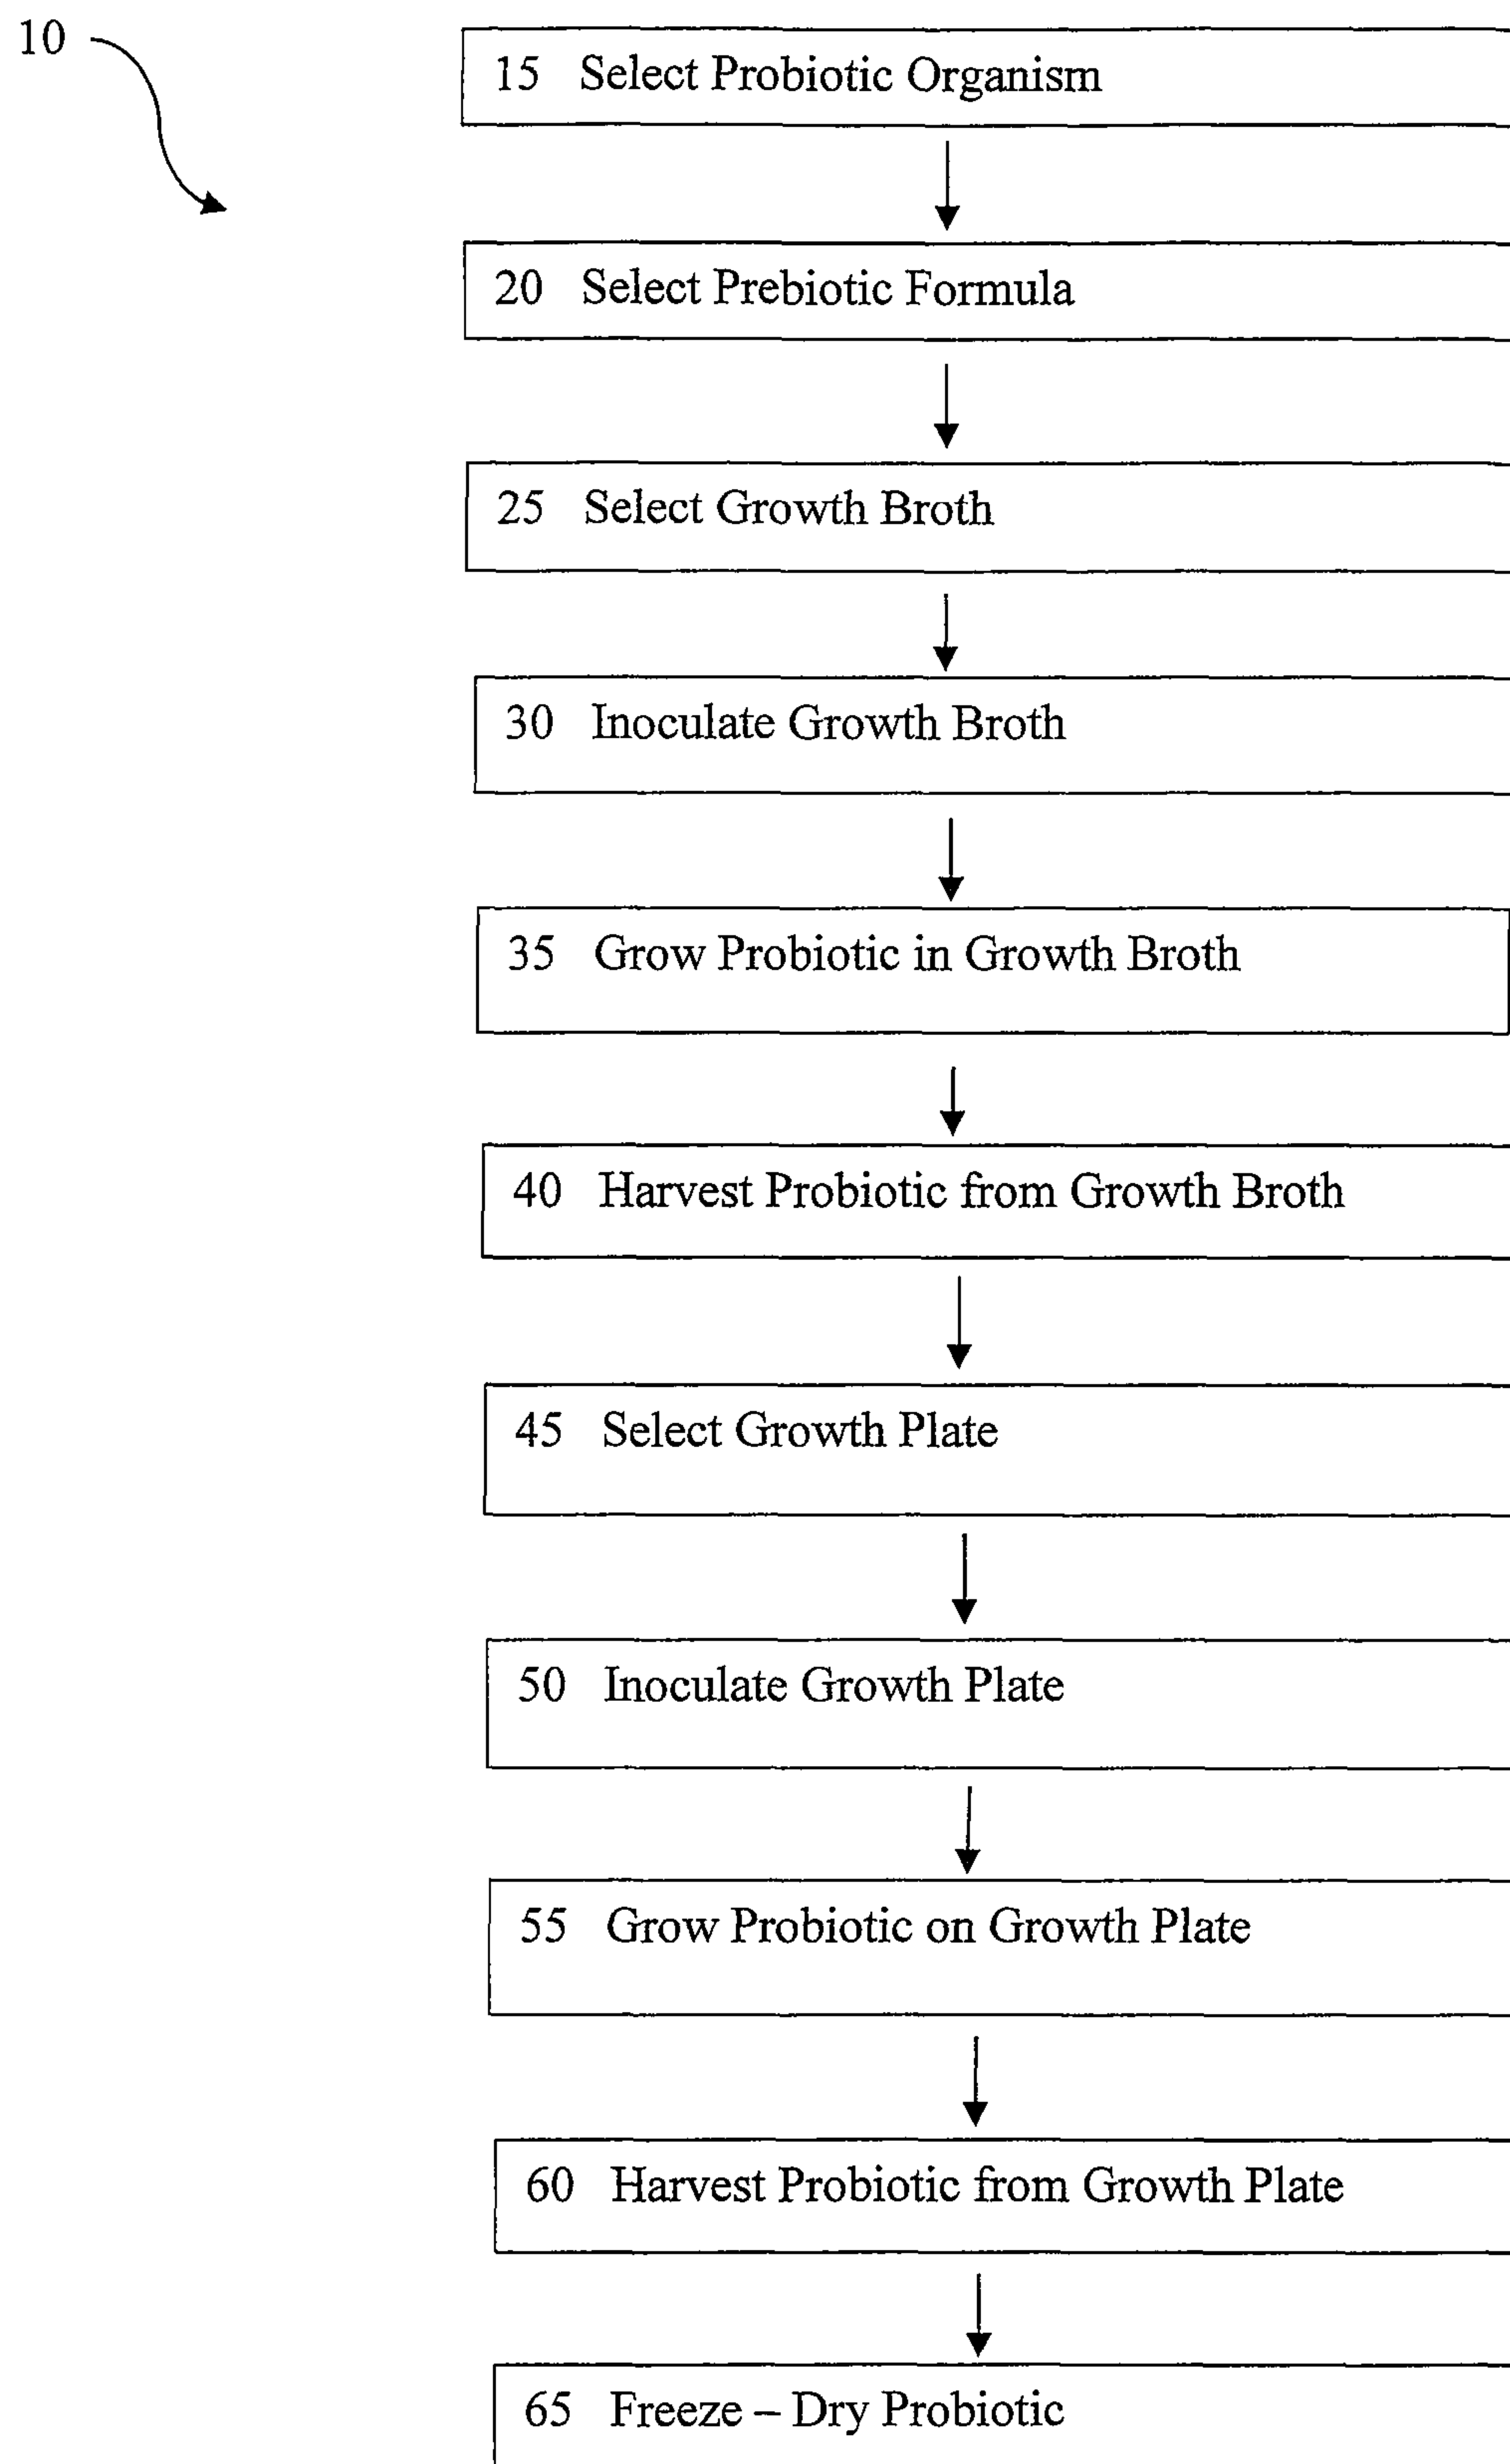 10
15 Select Probiotic Organism
20 Select Prebiotic Formula
25 Select Growth Broth
30 Inoculate Growth Broth
35 Grow Probiotic in Growth Broth
40 Harvest Probiotic from Growth Broth
45 Select Growth Plate
50 Inoculate Growth Plate
55 Grow Probiotic on Growth Plate
60 Harvest Probiotic from Growth Plate
65 Freeze – Dry Probiotic